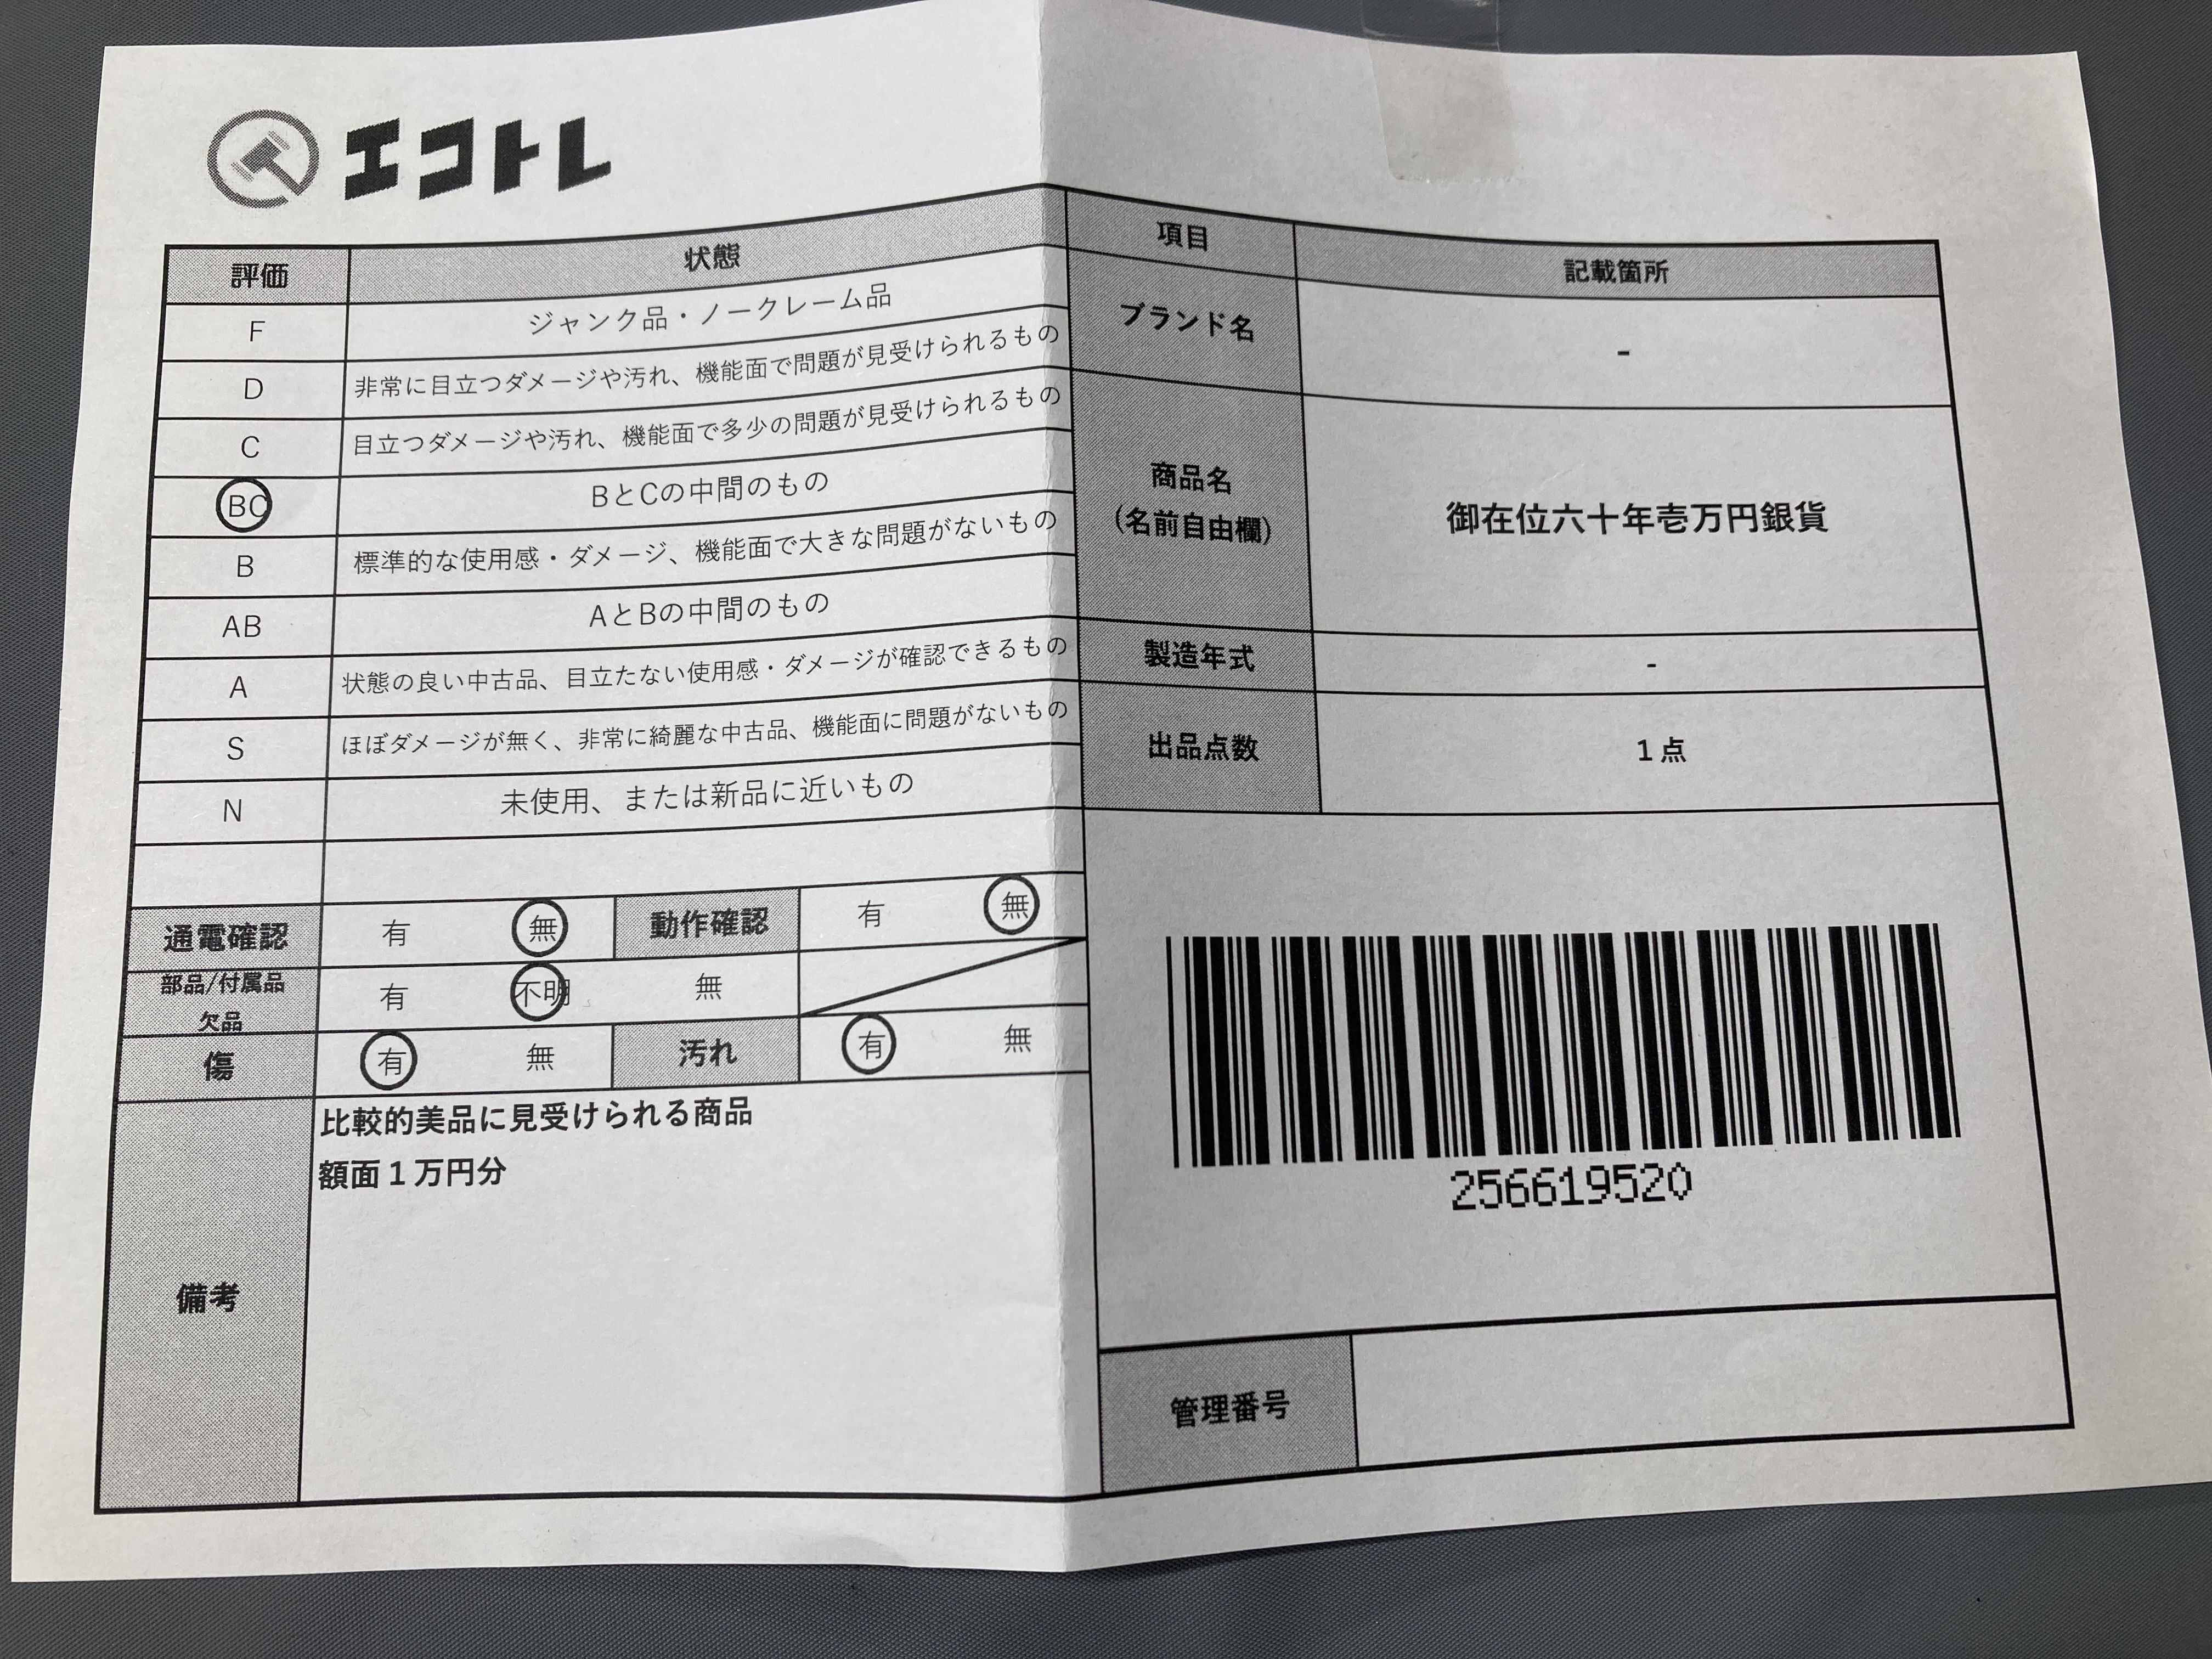 エコトレ
評価 状態
F ジャンク品・ノークレーム品
D 非常に目立つダメージや汚れ、機能面で問題が見受けられるもの
C 目立つダメージや汚れ、機能面で多少の問題が見受けられるもの
BC BとCの中間のもの
B 標準的な使用感・ダメージ、機能面で大きな問題がないもの
AB AとBの中間のもの
A 状態の良い中古品、目立たない使用感・ダメージが確認できるもの
S ほぼダメージが無く、非常に綺麗な中古品、機能面に問題がないもの
N 未使用、または新品に近いもの
通電確認 有 無 動作確認 有 無
部品/付属品
欠品 有 不明 無
傷 有 無 汚れ 有 無
備考
比較的美品に見受けられる商品
額面１万円分
項目 記載箇所
ブランド名 -
商品名
(名前自由欄)
御在位六十年壱万円銀貨
製造年式 -
出品点数 1点
256619520
管理番号